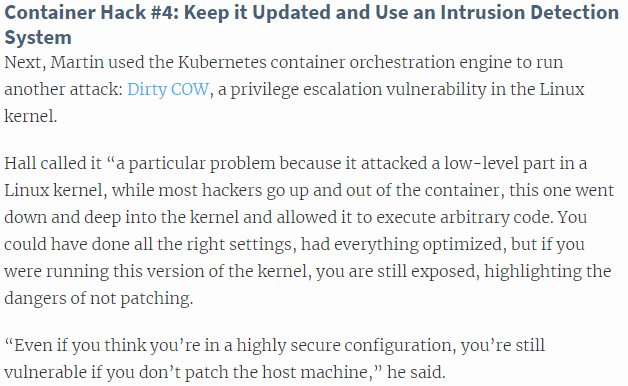 Container Hack #4: Keep it Updated and Use an Intrusion Detection
System
Next, Martin used the Kubernetes container orchestration engine to run
another attack: Dirty COW, a privilege escalation vulnerability in the Linux
kernel.
Hall called it “a particular problem because it attacked a low-level part in a
Linux kernel, while most hackers go up and out of the container, this one went
down and deep into the kernel and allowed it to execute arbitrary code. You
could have done all the right settings, had everything optimized, but if you
were running this version of the kernel, you are still exposed, highlighting the
dangers of not patching.
“Even if you think you’re in a highly secure configuration, you’re still
vulnerable if you don’t patch the host machine,” he said.